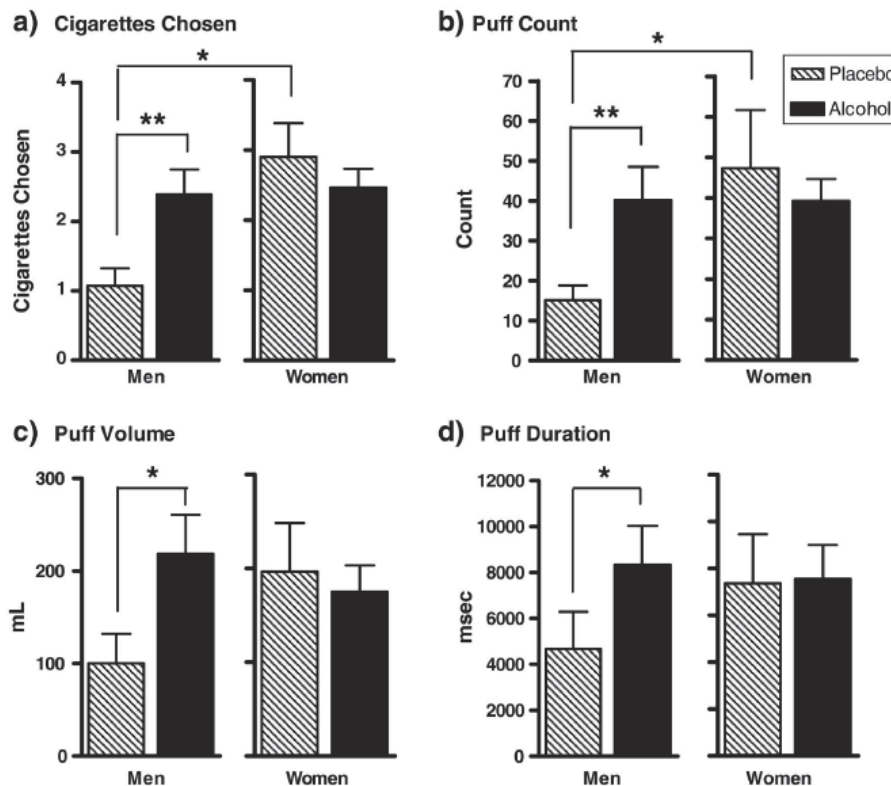 a) Cigarettes Chosen
*
**
Cigarettes Chosen
4
3
2
1
0
Men
Women
b) Puff Count
*
**
Placebo
Alcohol
Count
70
60
50
40
30
20
10
0
Men
Women
c) Puff Volume
*
mL
300
200
100
0
Men
Women
d) Puff Duration
*
msec
12000
10000
8000
6000
4000
2000
0
Men
Women